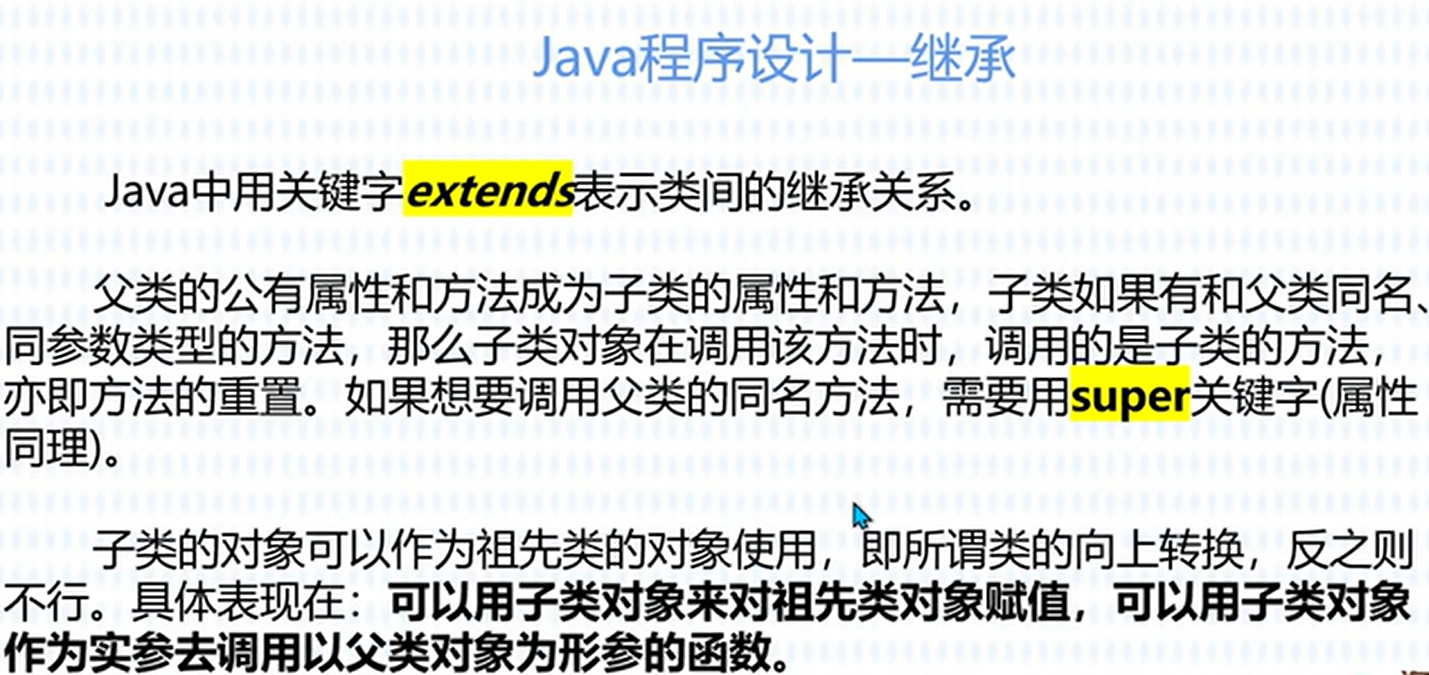 Java程序设计—继承
Java中用关键字extends表示类间的继承关系。
父类的公有属性和方法成为子类的属性和方法，子类如果有和父类同名、
同参数类型的方法，那么子类对象在调用该方法时，调用的是子类的方法，
亦即方法的重置。如果想要调用父类的同名方法，需要用super关键字(属性
同理)。
子类的对象可以作为祖先类的对象使用，即所谓类的向上转换，反之则
不行。具体表现在：可以用子类对象来对祖先类对象赋值，可以用子类对象
作为实参去调用以父类对象为形参的函数。